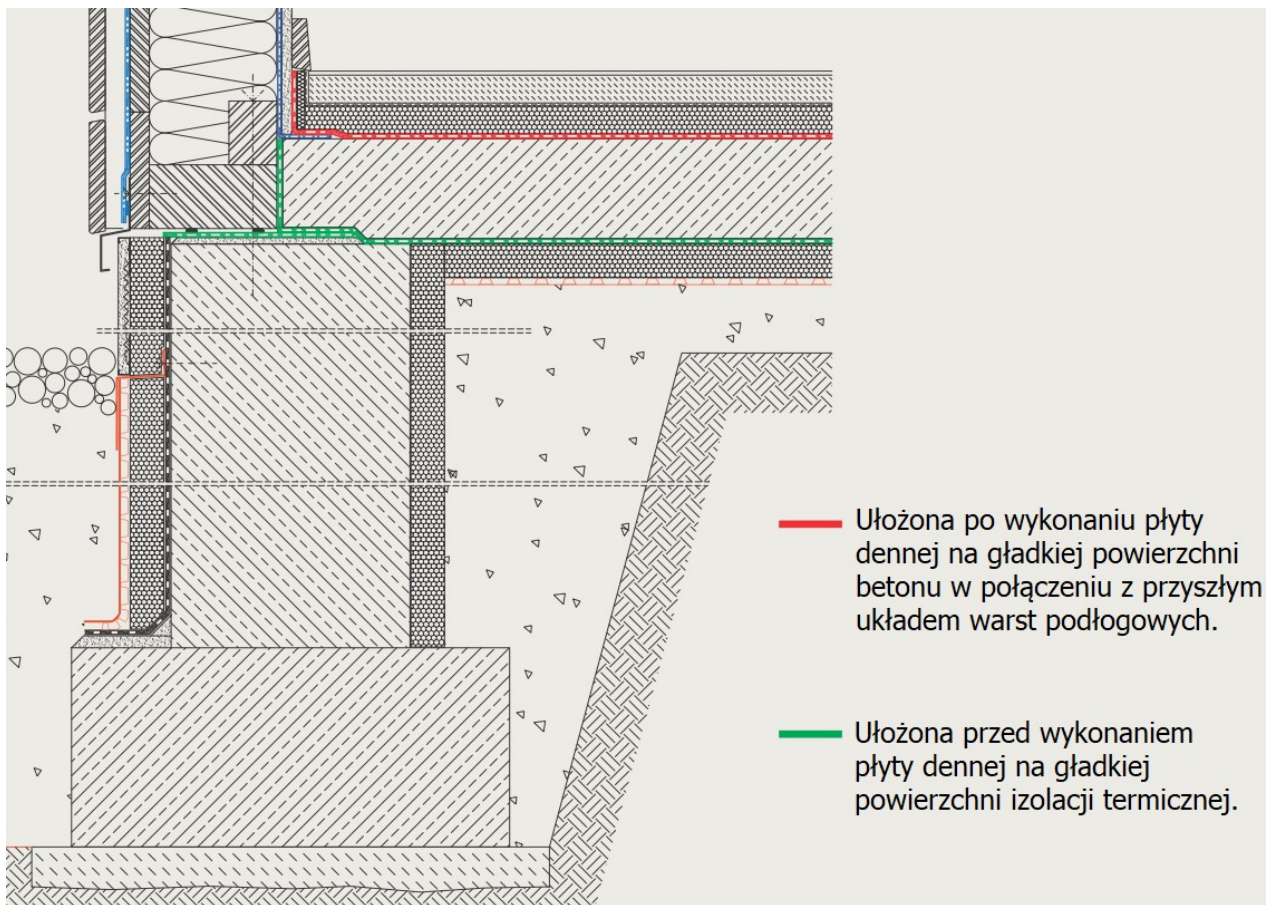 Ułożona po wykonaniu płyty
dennej na gładkiej powierzchni
betonu w połączeniu z przyszłym
układem warst podłogowych.
Ułożona przed wykonaniem
płyty dennej na gładkiej
powierzchni izolacji termicznej.